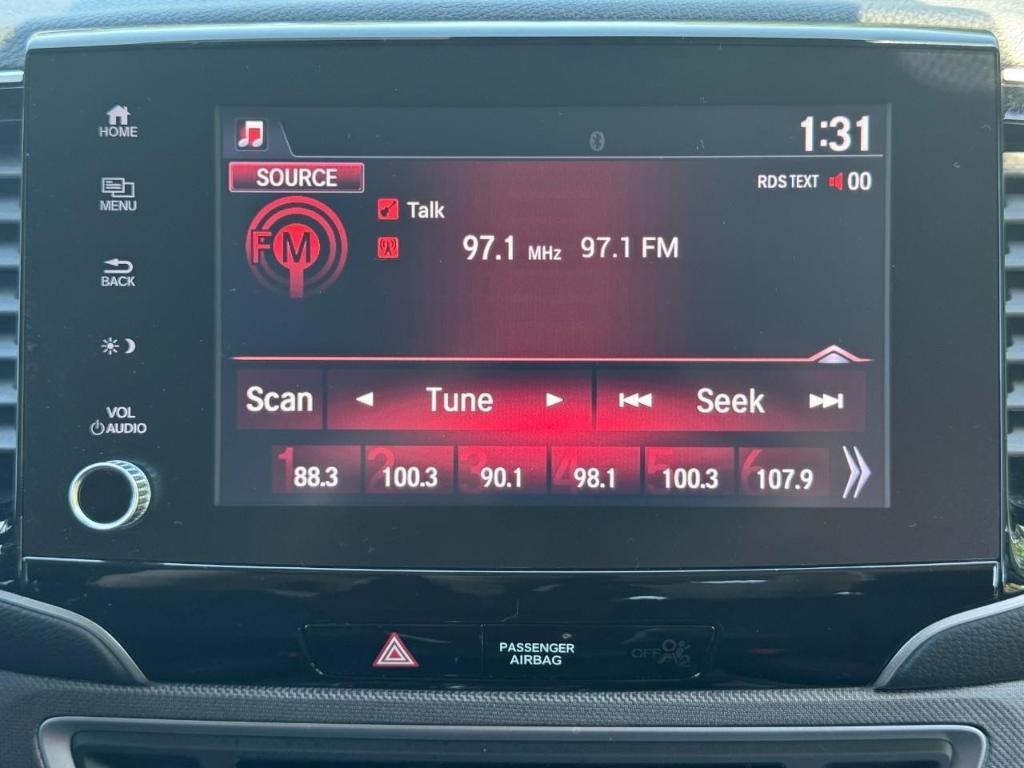 HOME
MENU
BACK
VOL
AUDIO
1:31
SOURCE
RDS TEXT 00
FM
Talk
97.1 MHz 97.1 FM
Scan Tune Seek
1 88.3 2 100.3 3 90.1 4 98.1 5 100.3 6 107.9
PASSENGER
AIRBAG
OFF
2